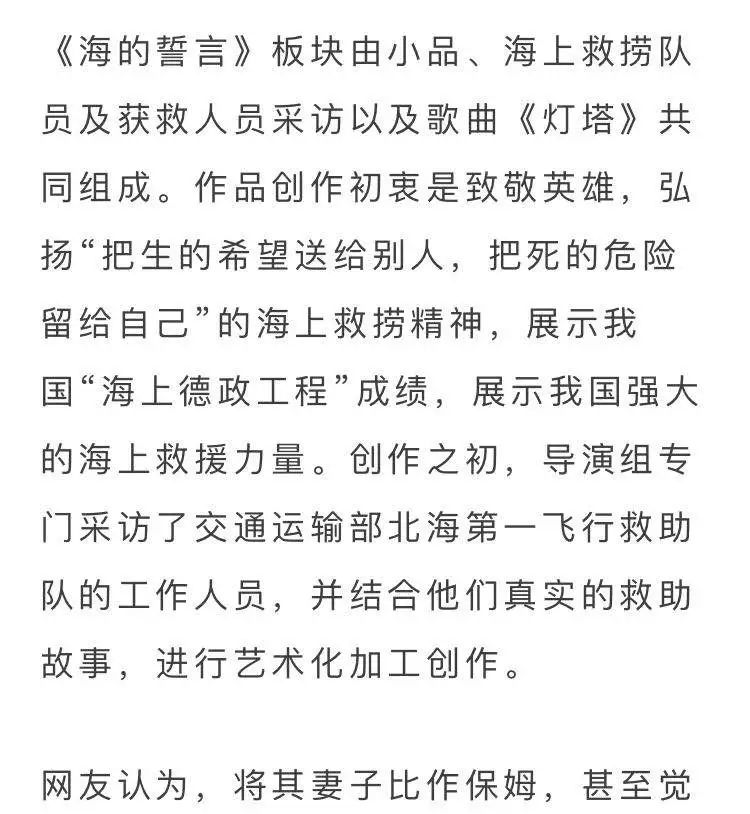 《海的誓言》板块由小品、海上救捞队
员及获救人员采访以及歌曲《灯塔》共
同组成。作品创作初衷是致敬英雄，弘
扬“把生的希望送给别人，把死的危险
留给自己”的海上救捞精神，展示我
国“海上德政工程”成绩，展示我国强大
的海上救援力量。创作之初，导演组专
门采访了交通运输部北海第一飞行救助
队的工作人员，并结合他们真实的救助
故事，进行艺术化加工创作。
网友认为，将其妻子比作保姆，甚至觉